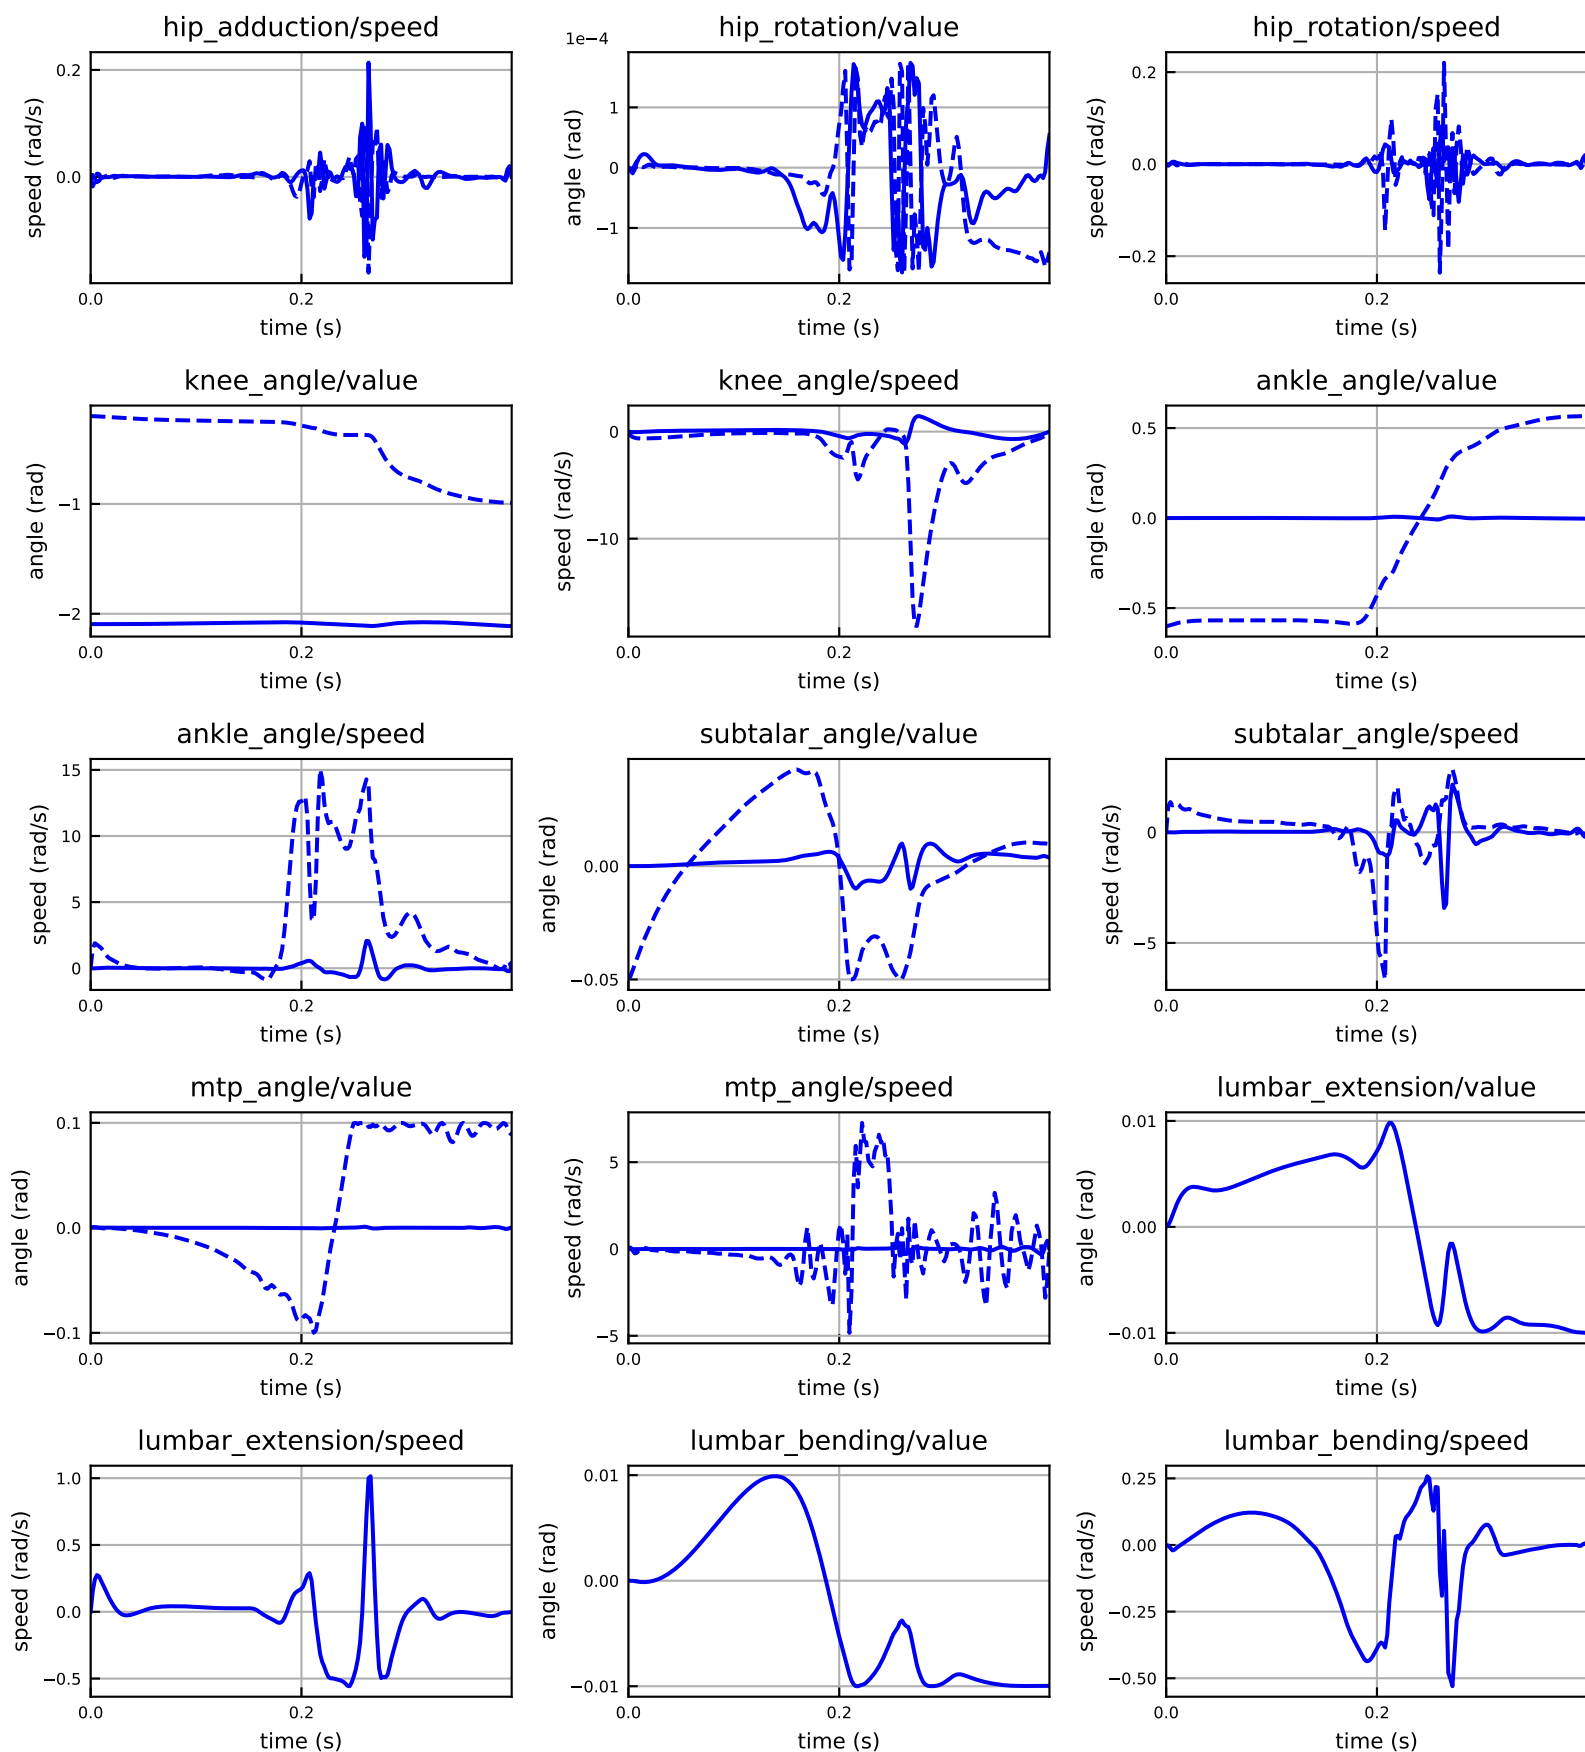 hip_adduction/speed
speed (rad/s)
0.2
0.0
0.0
0.2
time (s)
hip_rotation/value
1e−4
angle (rad)
1
0
−1
0.0
0.2
time (s)
hip_rotation/speed
speed (rad/s)
0.2
0.0
−0.2
0.0
0.2
time (s)
knee_angle/value
angle (rad)
−1
−2
0.0
0.2
time (s)
knee_angle/speed
speed (rad/s)
0
−10
0.0
0.2
time (s)
ankle_angle/value
angle (rad)
0.5
0.0
−0.5
0.0
0.2
time (s)
ankle_angle/speed
speed (rad/s)
15
10
5
0
0.0
0.2
time (s)
subtalar_angle/value
angle (rad)
0.00
−0.05
0.0
0.2
time (s)
subtalar_angle/speed
speed (rad/s)
0
−5
0.0
0.2
time (s)
mtp_angle/value
angle (rad)
0.1
0.0
−0.1
0.0
0.2
time (s)
mtp_angle/speed
speed (rad/s)
5
0
−5
0.0
0.2
time (s)
lumbar_extension/value
angle (rad)
0.01
0.00
−0.01
0.0
0.2
time (s)
lumbar_extension/speed
speed (rad/s)
1.0
0.5
0.0
−0.5
0.0
0.2
time (s)
lumbar_bending/value
angle (rad)
0.01
0.00
−0.01
0.0
0.2
time (s)
lumbar_bending/speed
speed (rad/s)
0.25
0.00
−0.25
−0.50
0.0
0.2
time (s)